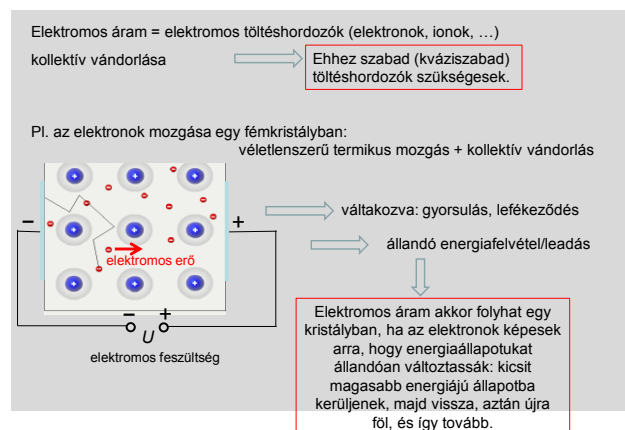 Elektromos áram = elektromos töltéshordozók (elektronok, ionok, …)
kollektív vándorlása
Ehhez szabad (kváziszabad)
töltéshordozók szükségesek.
Pl. az elektronok mozgása egy fémkristályban:
véletlenszerű termikus mozgás + kollektív vándorlás
+ + +
− + +
elektromos erő
+ + +
− +
U
elektromos feszültség
váltakozva: gyorsulás, lefékeződés
állandó energiafelvétel/leadás
Elektromos áram akkor folyhat egy
kristályban, ha az elektronok képesek
arra, hogy energiaállapotukat
állandóan változtassák: kicsit
magasabb energiájú állapotba
kerüljenek, majd vissza, aztán újra
föl, és így tovább.